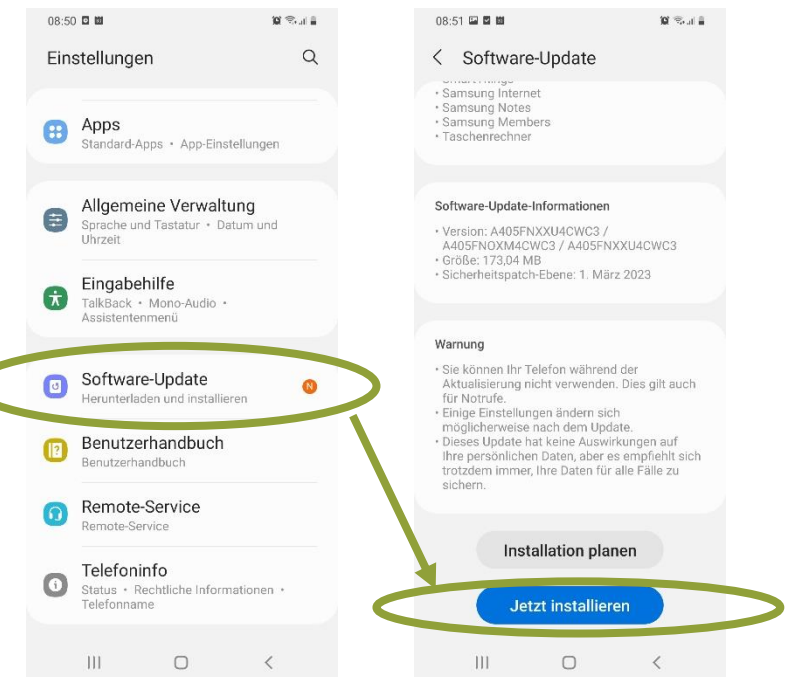 08:50
Einstellungen
Apps
Standard-Apps • App-Einstellungen
Allgemeine Verwaltung
Sprache und Tastatur • Datum und
Uhrzeit
Eingabehilfe
TalkBack • Mono-Audio •
Assistentenmenü
Software-Update
Herunterladen und installieren
N
Benutzerhandbuch
Benutzerhandbuch
Remote-Service
Remote-Service
Telefoninfo
Status • Rechtliche Informationen •
Telefonname
08:51
Software-Update
• Samsung Internet
• Samsung Notes
• Samsung Members
• Taschenrechner
Software-Update-Informationen
• Version: A405FNXXU4CWC3 /
A405FNOXM4CWC3 / A405FNXXU4CWC3
• Größe: 173,04 MB
• Sicherheitspatch-Ebene: 1. März 2023
Warnung
• Sie können Ihr Telefon während der
Aktualisierung nicht verwenden. Dies gilt auch
für Notrufe.
• Einige Einstellungen ändern sich
möglicherweise nach dem Update.
• Dieses Update hat keine Auswirkungen auf
Ihre persönlichen Daten, aber es empfiehlt sich
trotzdem immer, Ihre Daten für alle Fälle zu
sichern.
Installation planen
Jetzt installieren